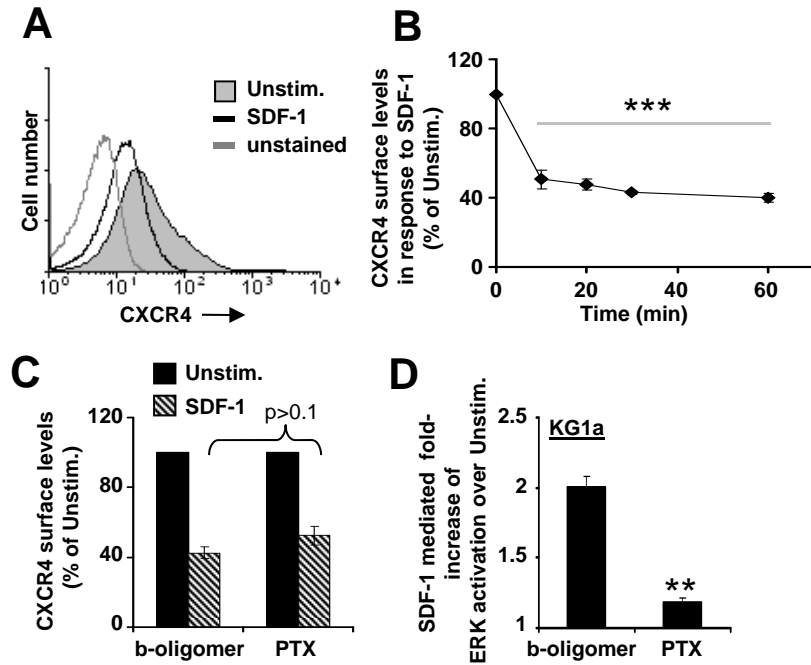 A
Unstim.
SDF-1
unstained
Cell number
10^0 10^1 10^2 10^3 10^4
CXCR4
B
CXCR4 surface levels
in response to SDF-1
(% of Unstim.)
120
80
40
0
***
0 20 40 60
Time (min)
C
Unstim.
SDF-1
p>0.1
CXCR4 surface levels
(% of Unstim.)
120
80
40
0
b-oligomer PTX
D
SDF-1 mediated fold-
increase of
ERK activation over Unstim.
2.5
2
1.5
1
KG1a
**
b-oligomer PTX